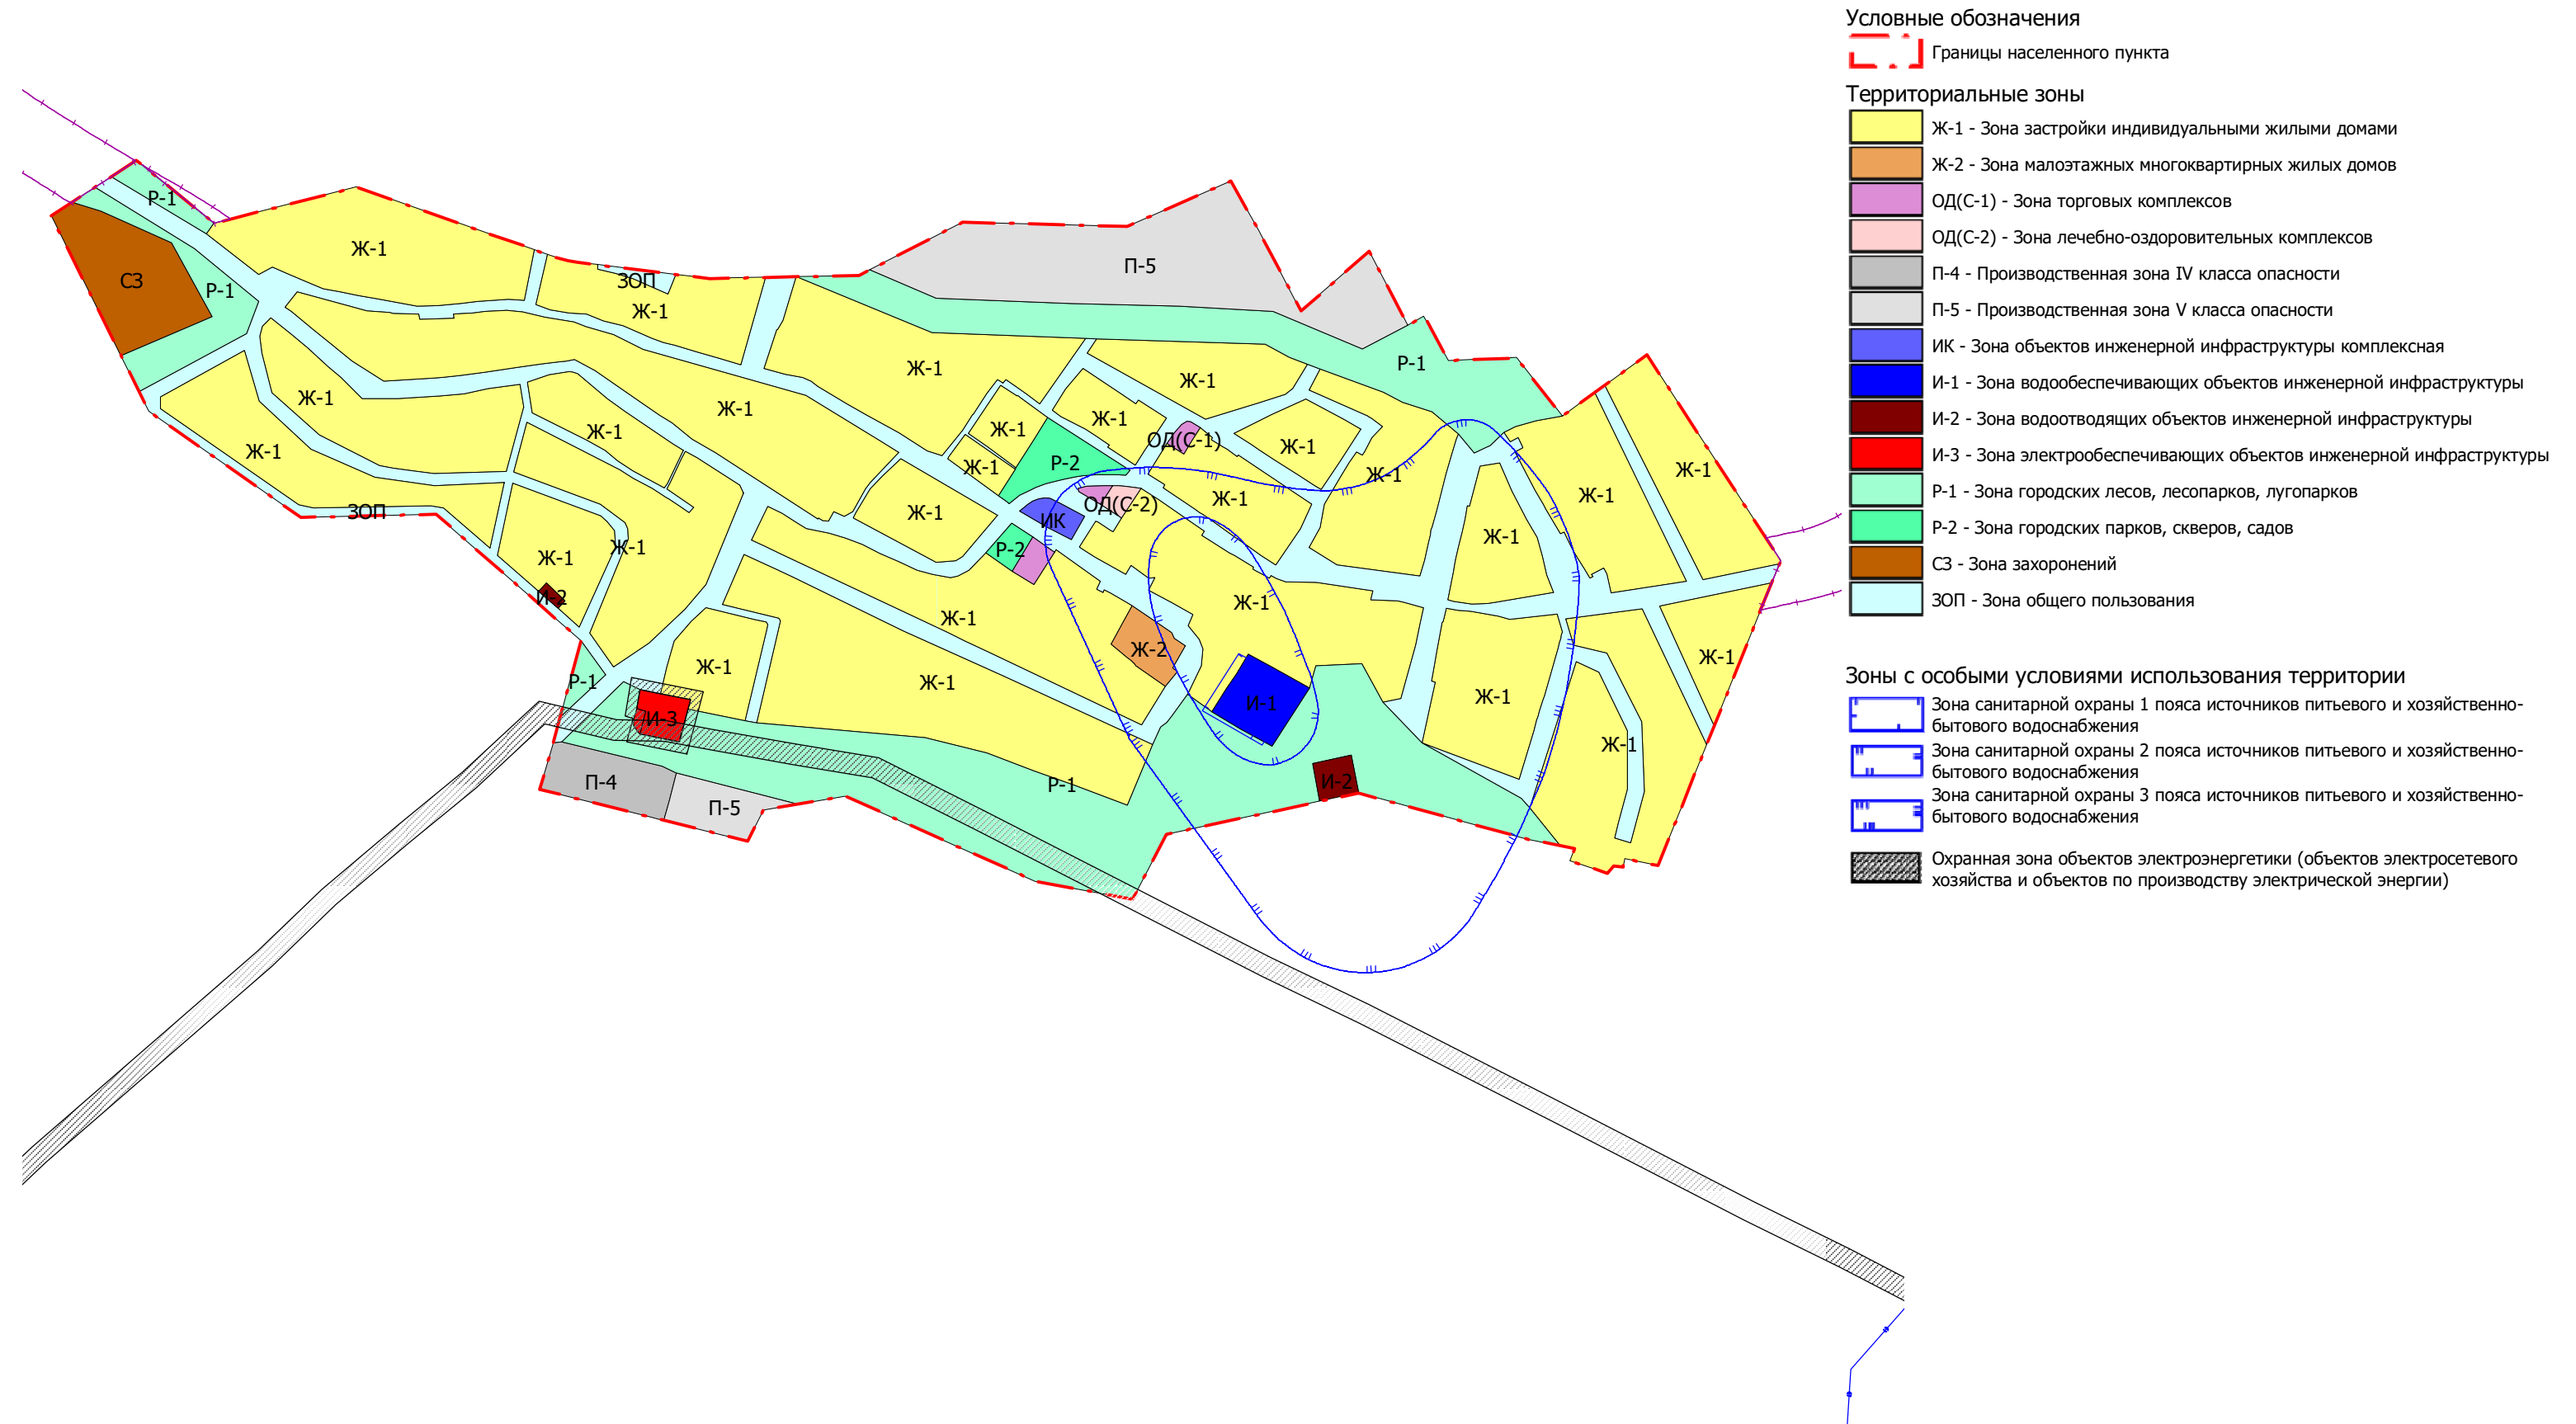 Условные обозначения
Границы населенного пункта
Территориальные зоны
Ж-1 - Зона застройки индивидуальными жилыми домами
Ж-2 - Зона малоэтажных многоквартирных жилых домов
ОД(С-1) - Зона торговых комплексов
ОД(С-2) - Зона лечебно-оздоровительных комплексов
П-4 - Производственная зона IV класса опасности
П-5 - Производственная зона V класса опасности
ИК - Зона объектов инженерной инфраструктуры комплексная
И-1 - Зона водообеспечивающих объектов инженерной инфраструктуры
И-2 - Зона водоотводящих объектов инженерной инфраструктуры
И-3 - Зона электрообеспечивающих объектов инженерной инфраструктуры
Р-1 - Зона городских лесов, лесопарков, лугопарков
Р-2 - Зона городских парков, скверов, садов
СЗ - Зона захоронений
ЗОП - Зона общего пользования
Зоны с особыми условиями использования территории
Зона санитарной охраны 1 пояса источников питьевого и хозяйственно-
бытового водоснабжения
Зона санитарной охраны 2 пояса источников питьевого и хозяйственно-
бытового водоснабжения
Зона санитарной охраны 3 пояса источников питьевого и хозяйственно-
бытового водоснабжения
Охранная зона объектов электроэнергетики (объектов электросетевого
хозяйства и объектов по производству электрической энергии)
Р-1
Ж-1
П-5
СЗ
Р-1
ЗОП
Ж-1
Ж-1
Р-1
Ж-1
Ж-1
Ж-1
Ж-1
Ж-1
Ж-1
Ж-1
ОД(С-1)
Ж-1
Ж-1
Ж-1
Р-2
Ж-1
Ж-1
Ж-1
Ж-1
Ж-1
ЗОП
Ж-1
ОД(С-2)
ИК
Ж-1
Ж-1
Ж-1
Р-2
И-2
Ж-1
Ж-1
Ж-2
Ж-1
Ж-1
Р-1
Ж-1
Ж-1
И-3
И-1
Ж-1
П-4
Р-1
И-2
П-5